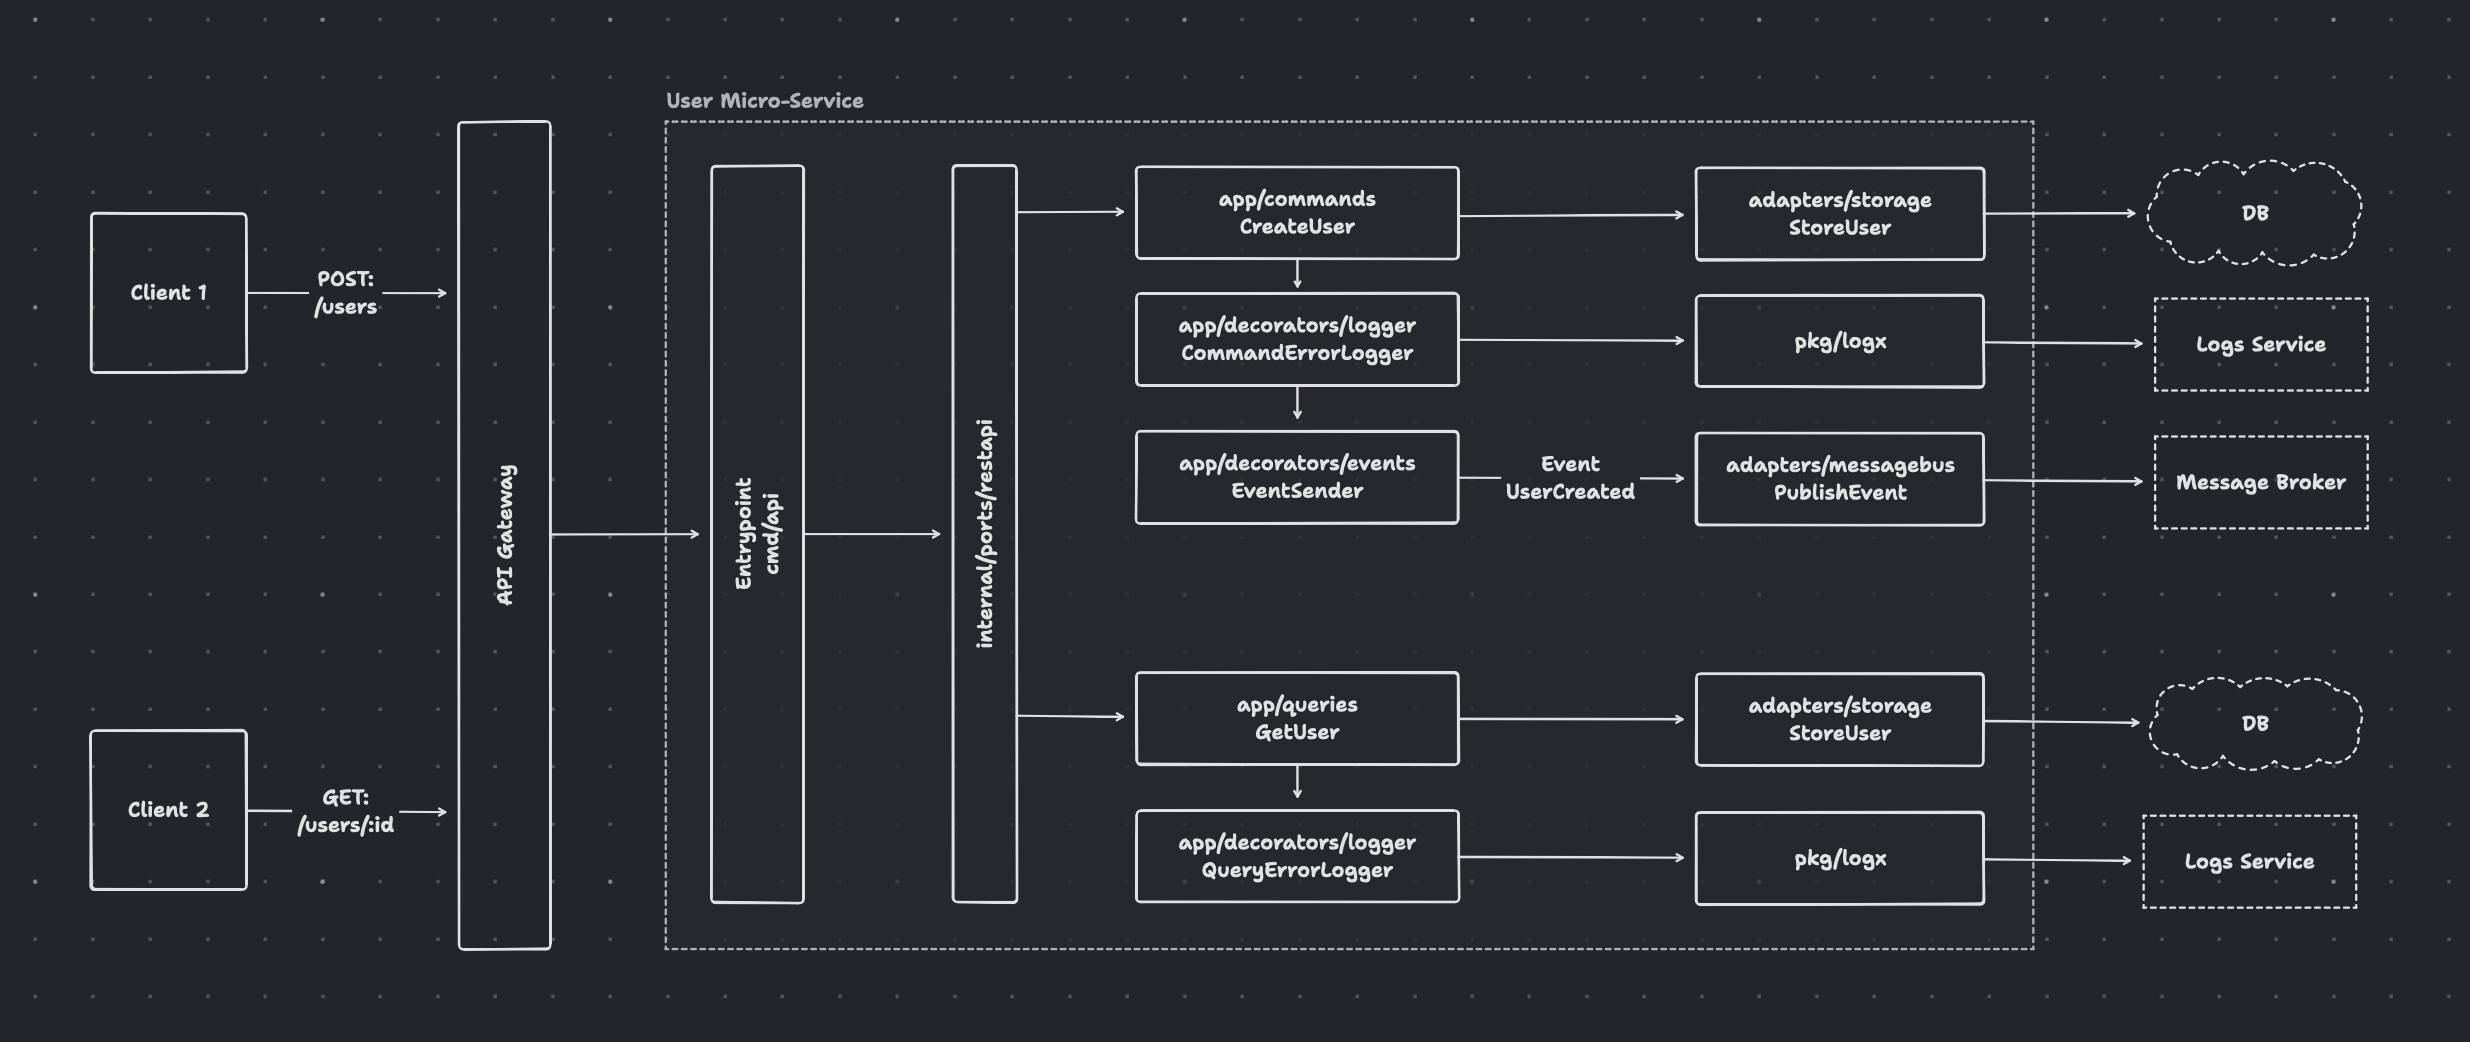 User Micro-Service
Client 1
POST:
/users
Client 2
GET:
/users/:id
API Gateway
Entrypoint
cmd/api
internal/ports/restapi
app/commands
CreateUser
adapters/storage
StoreUser
DB
app/decorators/logger
CommandErrorLogger
pkg/logx
Logs Service
app/decorators/events
EventSender
Event
UserCreated
adapters/messagebus
PublishEvent
Message Broker
app/queries
GetUser
adapters/storage
StoreUser
DB
app/decorators/logger
QueryErrorLogger
pkg/logx
Logs Service